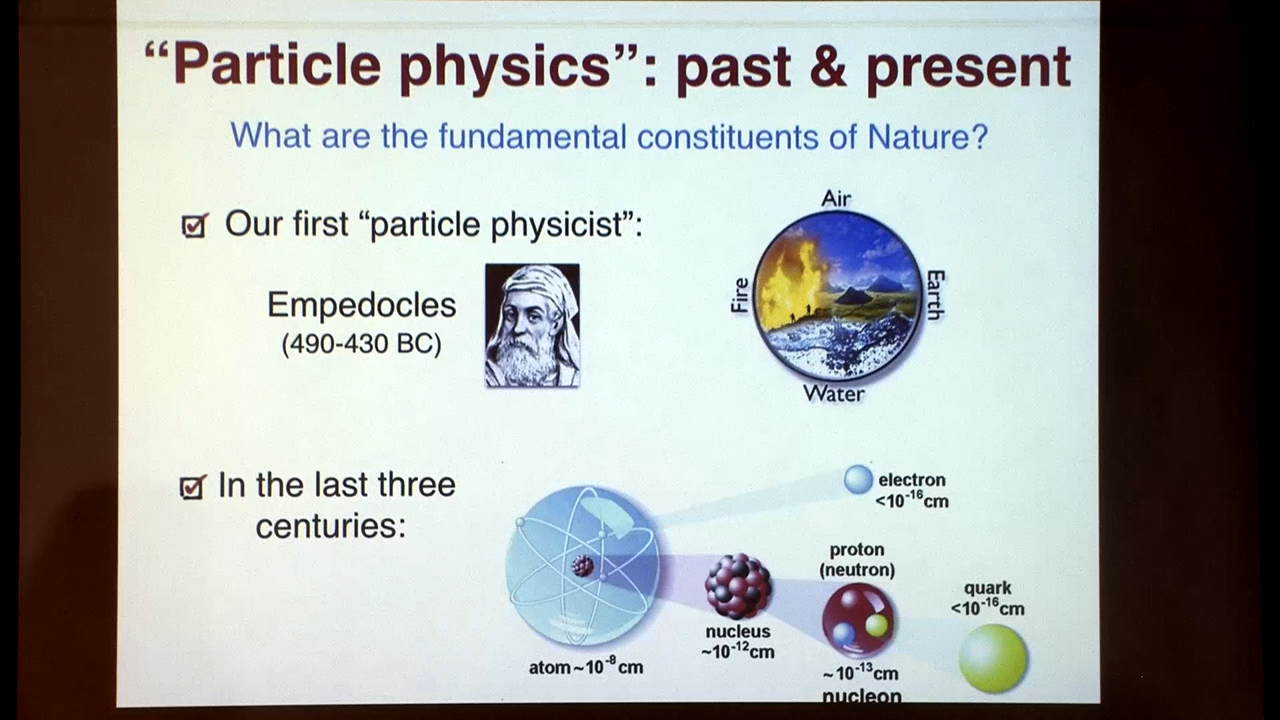 “Particle physics”: past & present
What are the fundamental constituents of Nature?
Our first “particle physicist”:
Empedocles
(490-430 BC)
Air
Fire
Earth
Water
In the last three
centuries:
electron
<10⁻¹⁶cm
proton
(neutron)
quark
<10⁻¹⁶cm
nucleus
~10⁻¹²cm
atom~10⁻⁸cm
~10⁻¹³cm
nucleon